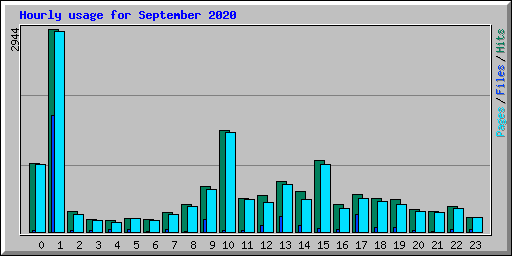 Hourly usage for September 2020
2944
Pages/Files/Hits
0 1 2 3 4 5 6 7 8 9 10 11 12 13 14 15 16 17 18 19 20 21 22 23